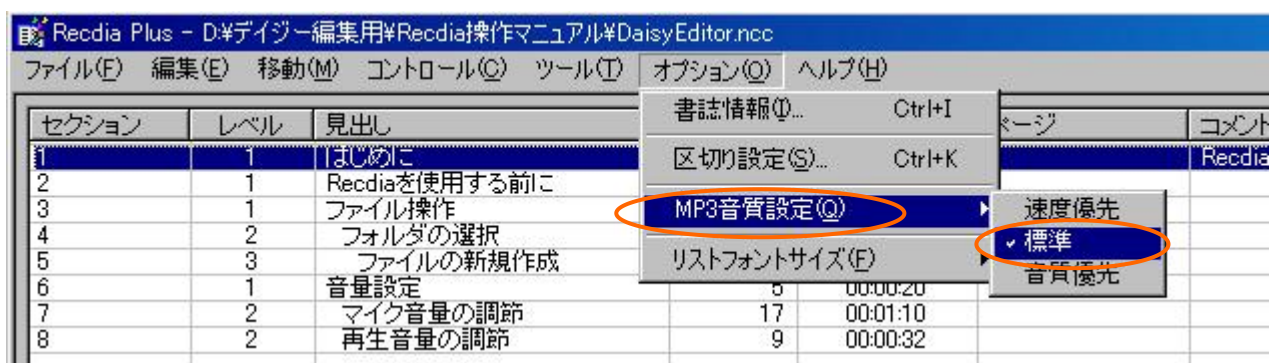 Recdia Plus - D:¥デイジー編集用¥Recdia操作マニュアル¥DaisyEditor.ncc
ファイル(F) 編集(E) 移動(M) コントロール(C) ツール(T) オプション(O) ヘルプ(H)
セクション レベル 見出し ページ コメント
書誌情報(I)... Ctrl+I
区切り設定(S)... Ctrl+K
MP3音質設定(Q)
リストフォントサイズ(F)
速度優先
標準
音質優先
1 1 はじめに Recdia
2 1 Recdiaを使用する前に
3 1 ファイル操作
4 2 フォルダの選択
5 3 ファイルの新規作成
6 1 音量設定 5 00:00:20
7 2 マイク音量の調節 17 00:01:10
8 2 再生音量の調節 9 00:00:32